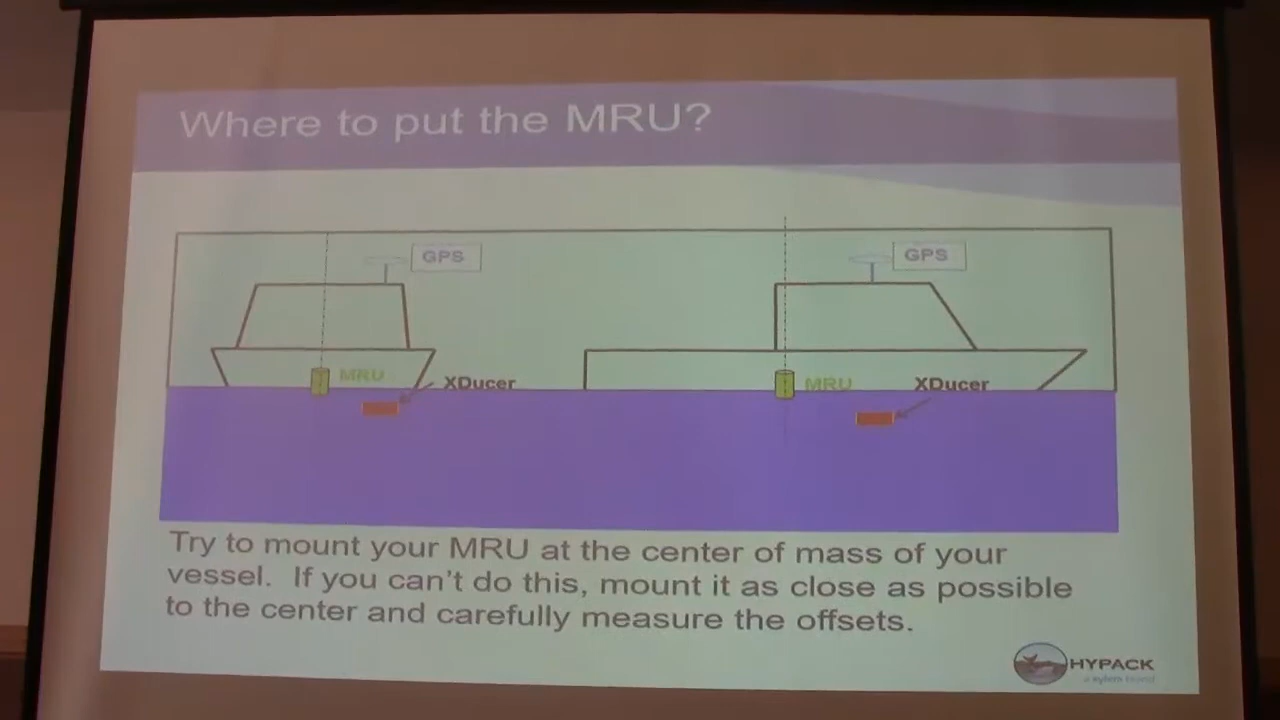 Where to put the MRU?
GPS
GPS
MRU
XDucer
MRU
XDucer
Try to mount your MRU at the center of mass of your
vessel. If you can't do this, mount it as close as possible
to the center and carefully measure the offsets.
HYPACK
a xylem brand